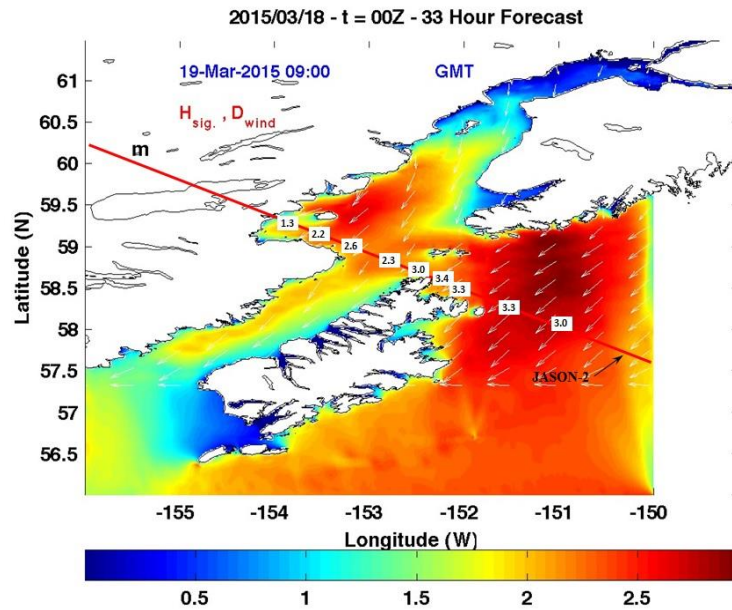 2015/03/18 - t = 00Z - 33 Hour Forecast
19-Mar-2015 09:00 GMT
H sig. , D wind
m
61
60.5
60
59.5
59
58.5
58
57.5
57
56.5
Latitude (N)
1.3
2.2
2.6
2.3
3.0
3.4
3.3
3.3
3.0
JASON-2
-155 -154 -153 -152 -151 -150
Longitude (W)
0.5 1 1.5 2 2.5